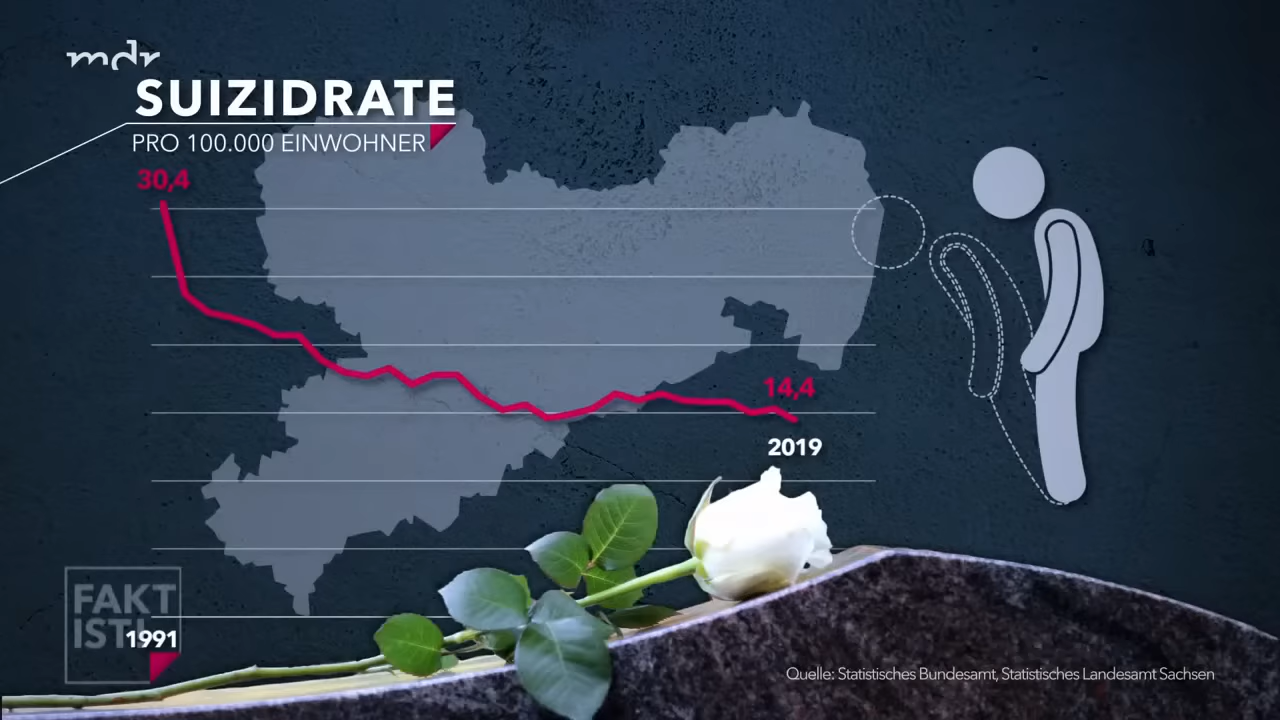 mdr
SUIZIDRATE
PRO 100.000 EINWOHNER
30,4
14,4
2019
FAKT
IST!
1991
Quelle: Statistisches Bundesamt, Statistisches Landesamt Sachsen